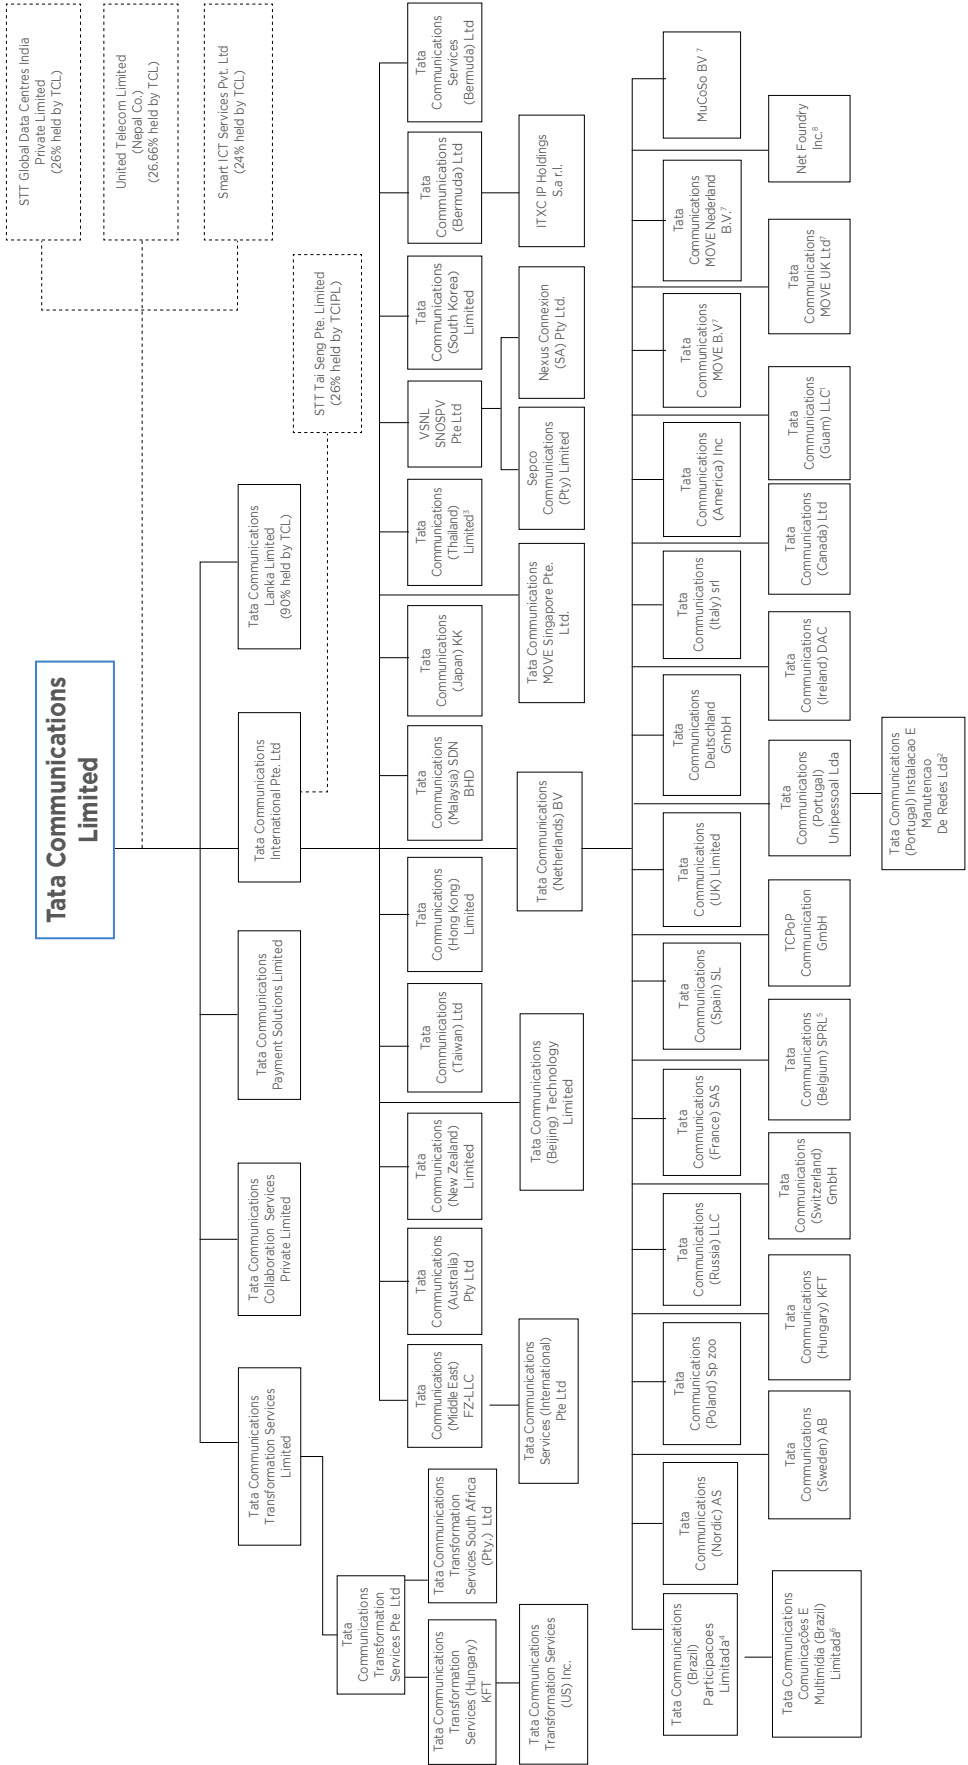 Tata Communications
Limited
STT Global Data Centres India
Private Limited
(26% held by TCL)
United Telecom Limited
(Nepal Co.)
(26.66% held by TCL)
Smart ICT Services Pvt. Ltd
(24% held by TCL)
Tata Communications
Transformation Services
Limited
Tata Communications
Collaboration Services
Private Limited
Tata Communications
Payment Solutions Limited
Tata Communications
International Pte. Ltd
Tata Communications
Lanka Limited
(90% held by TCL)
STT Tai Seng Pte. Limited
(26% held by TCIPL)
Tata
Communications
Transformation
Services Pte Ltd
Tata Communications
Transformation
Services (Hungary)
KFT
Tata Communications
Transformation
Services South Africa
(Pty.) Ltd
Tata Communications
Transformation Services
(US) Inc.
Tata
Communications
(Middle East)
FZ-LLC
Tata
Communications
(Australia)
Pty Ltd
Tata
Communications
(New Zealand)
Limited
Tata
Communications
(Taiwan) Ltd
Tata
Communications
(Hong Kong)
Limited
Tata
Communications
(Malaysia) SDN
BHD
Tata
Communications
(Japan) KK
Tata
Communications
(Thailand)
Limited³
VSNL
SNOSPV
Pte Ltd
Tata
Communications
(South Korea)
Limited
Tata
Communications
(Bermuda) Ltd
Tata
Communications
Services
(Bermuda) Ltd
Tata Communications
Services (International)
Pte Ltd
Tata Communications
(Beijing) Technology
Limited
Tata Communications
(Netherlands) BV
Tata Communications
MOVE Singapore Pte.
Ltd.
Sepco
Communications
(Pty) Limited
Nexus Connexion
(SA) Pty Ltd.
ITXC IP Holdings
S.a r.l.
Tata Communications
(Brazil)
Participacoes
Limitada⁴
Tata
Communications
(Nordic) AS
Tata
Communications
(Poland) Sp zoo
Tata
Communications
(Russia) LLC
Tata
Communications
(France) SAS
Tata
Communications
(Spain) SL
Tata
Communications
(UK) Limited
Tata
Communications
Deutschland
GmbH
Tata
Communications
(Italy) srl
Tata
Communications
(America) Inc
Tata
Communications
MOVE B.V⁷
Tata
Communications
MOVE Nederland
B.V.⁷
MuCoSo BV ⁷
Tata Communications
Comunicações E
Multimídia (Brazil)
Limitada⁶
Tata
Communications
(Sweden) AB
Tata
Communications
(Hungary) KFT
Tata
Communications
(Switzerland)
GmbH
Tata
Communications
(Belgium) SPRL⁵
TCPoP
Communication
GmbH
Tata
Communications
(Portugal)
Unipessoal Lda
Tata
Communications
(Ireland) DAC
Tata
Communications
(Canada) Ltd
Tata
Communications
(Guam) LLC¹
Tata
Communications
MOVE UK Ltd⁷
Net Foundry
Inc.⁸
Tata Communications
(Portugal) Instalacao E
Manutencao
De Redes Lda²